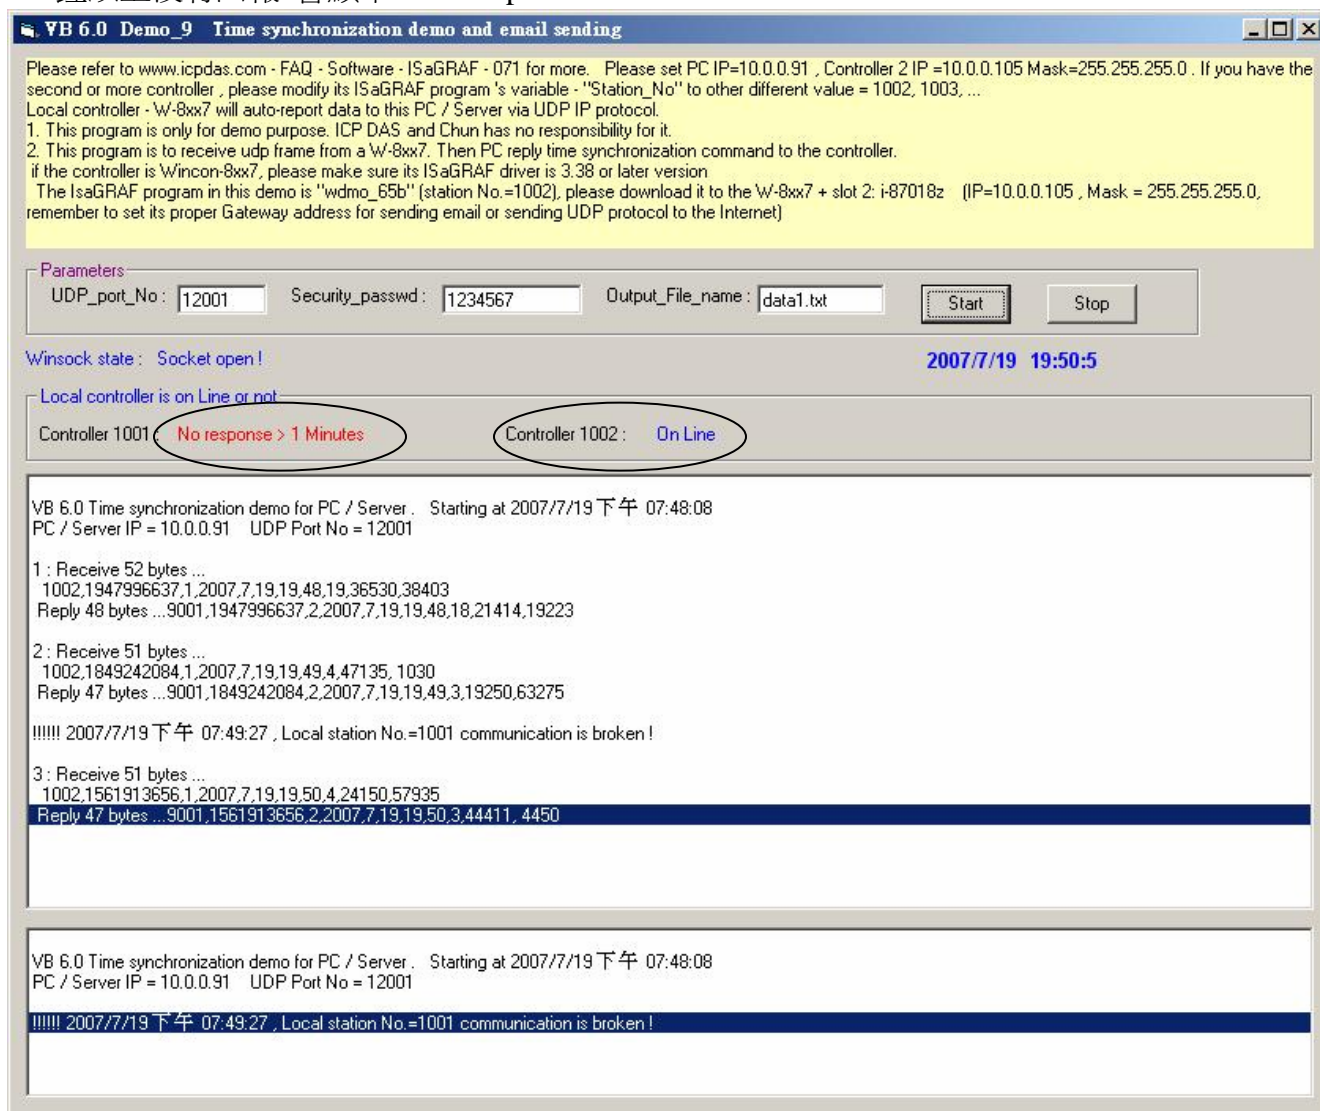 VB 6.0 Demo_9 Time synchronization demo and email sending
Please refer to www.icpdas.com - FAQ - Software - ISaGRAF - 071 for more. Please set PC IP=10.0.0.91 , Controller 2 IP =10.0.0.105 Mask=255.255.255.0 . If you have the
second or more controller , please modify its ISaGRAF program 's variable - "Station_No" to other different value = 1002, 1003, ...
Local controller - W-8xx7 will auto-report data to this PC / Server via UDP IP protocol.
1. This program is only for demo purpose. ICP DAS and Chun has no responsibility for it.
2. This program is to receive udp frame from a W-8xx7. Then PC reply time synchronization command to the controller.
if the controller is Wincon-8xx7, please make sure its ISaGRAF driver is 3.38 or later version
The IsaGRAF program in this demo is "wdmo_65b" (station No.=1002), please download it to the W-8xx7 + slot 2: i-87018z (IP=10.0.0.105 , Mask = 255.255.255.0,
remember to set its proper Gateway address for sending email or sending UDP protocol to the Internet)
Parameters
UDP_port_No : 12001 Security_passwd : 1234567 Output_File_name : data1.txt Start Stop
Winsock state : Socket open ! 2007/7/19 19:50:5
Local controller is on Line or not
Controller 1001 : No response > 1 Minutes Controller 1002 : On Line
VB 6.0 Time synchronization demo for PC / Server . Starting at 2007/7/19 下午 07:48:08
PC / Server IP = 10.0.0.91 UDP Port No = 12001
1 : Receive 52 bytes ...
1002,1947996637,1,2007,7,19,19,48,19,36530,38403
Reply 48 bytes ...9001,1947996637,2,2007,7,19,19,48,18,21414,19223
2 : Receive 51 bytes ...
1002,1849242084,1,2007,7,19,19,49,4,47135, 1030
Reply 47 bytes ...9001,1849242084,2,2007,7,19,19,49,3,19250,63275
!!!!!! 2007/7/19 下午 07:49:27 , Local station No.=1001 communication is broken !
3 : Receive 51 bytes ...
1002,1561913656,1,2007,7,19,19,50,4,24150,57935
Reply 47 bytes ...9001,1561913656,2,2007,7,19,19,50,3,44411, 4450
VB 6.0 Time synchronization demo for PC / Server . Starting at 2007/7/19 下午 07:48:08
PC / Server IP = 10.0.0.91 UDP Port No = 12001
!!!!!! 2007/7/19 下午 07:49:27 , Local station No.=1001 communication is broken !